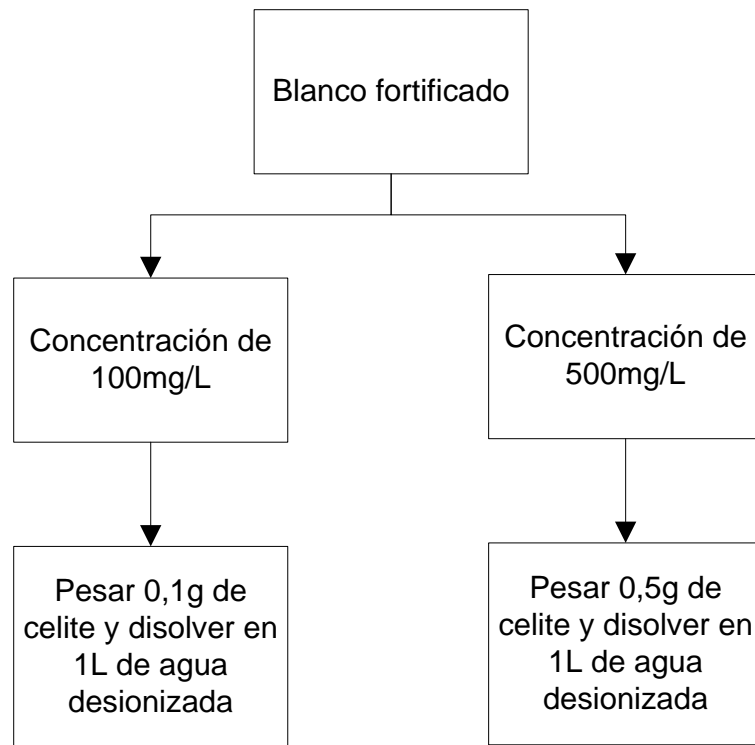 Blanco fortificado
Concentración de
100mg/L
Concentración de
500mg/L
Pesar 0,1g de
celite y disolver en
1L de agua
desionizada
Pesar 0,5g de
celite y disolver en
1L de agua
desionizada